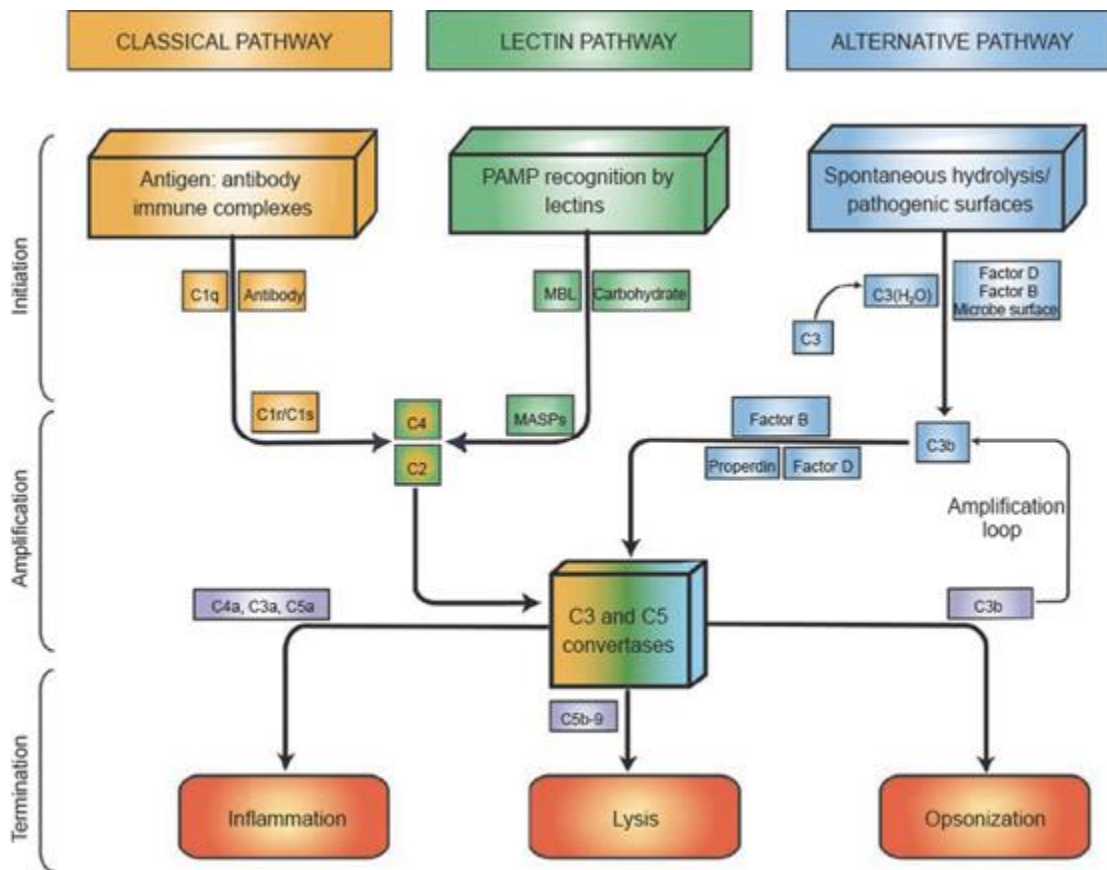 CLASSICAL PATHWAY
LECTIN PATHWAY
ALTERNATIVE PATHWAY
Initiation
Antigen: antibody
immune complexes
PAMP recognition by
lectins
Spontaneous hydrolysis/
pathogenic surfaces
C1q
Antibody
MBL
Carbohydrate
C3(H₂O)
Factor D
Factor B
Microbe surface
C3
Amplification
C1r/C1s
C4
C2
MASPs
Factor B
Properdin
Factor D
C3b
Amplification
loop
C4a, C3a, C5a
C3 and C5
convertases
C3b
Termination
C5b-9
Inflammation
Lysis
Opsonization